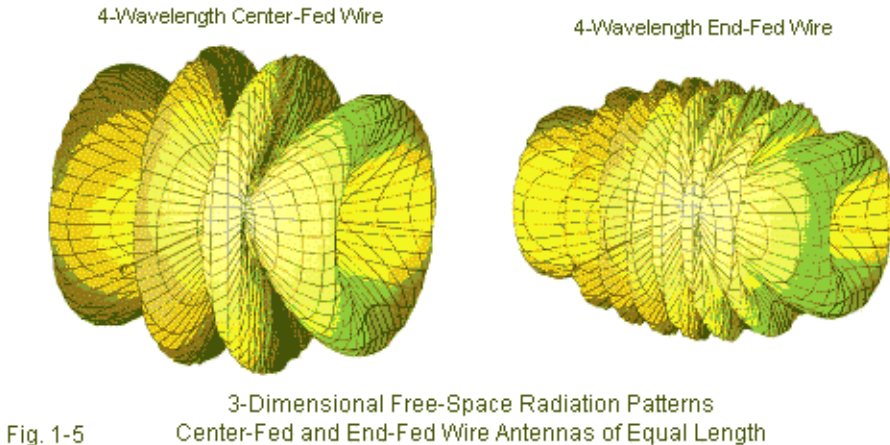 4-Wavelength Center-Fed Wire
4-Wavelength End-Fed Wire
3-Dimensional Free-Space Radiation Patterns
Fig. 1-5 Center-Fed and End-Fed Wire Antennas of Equal Length